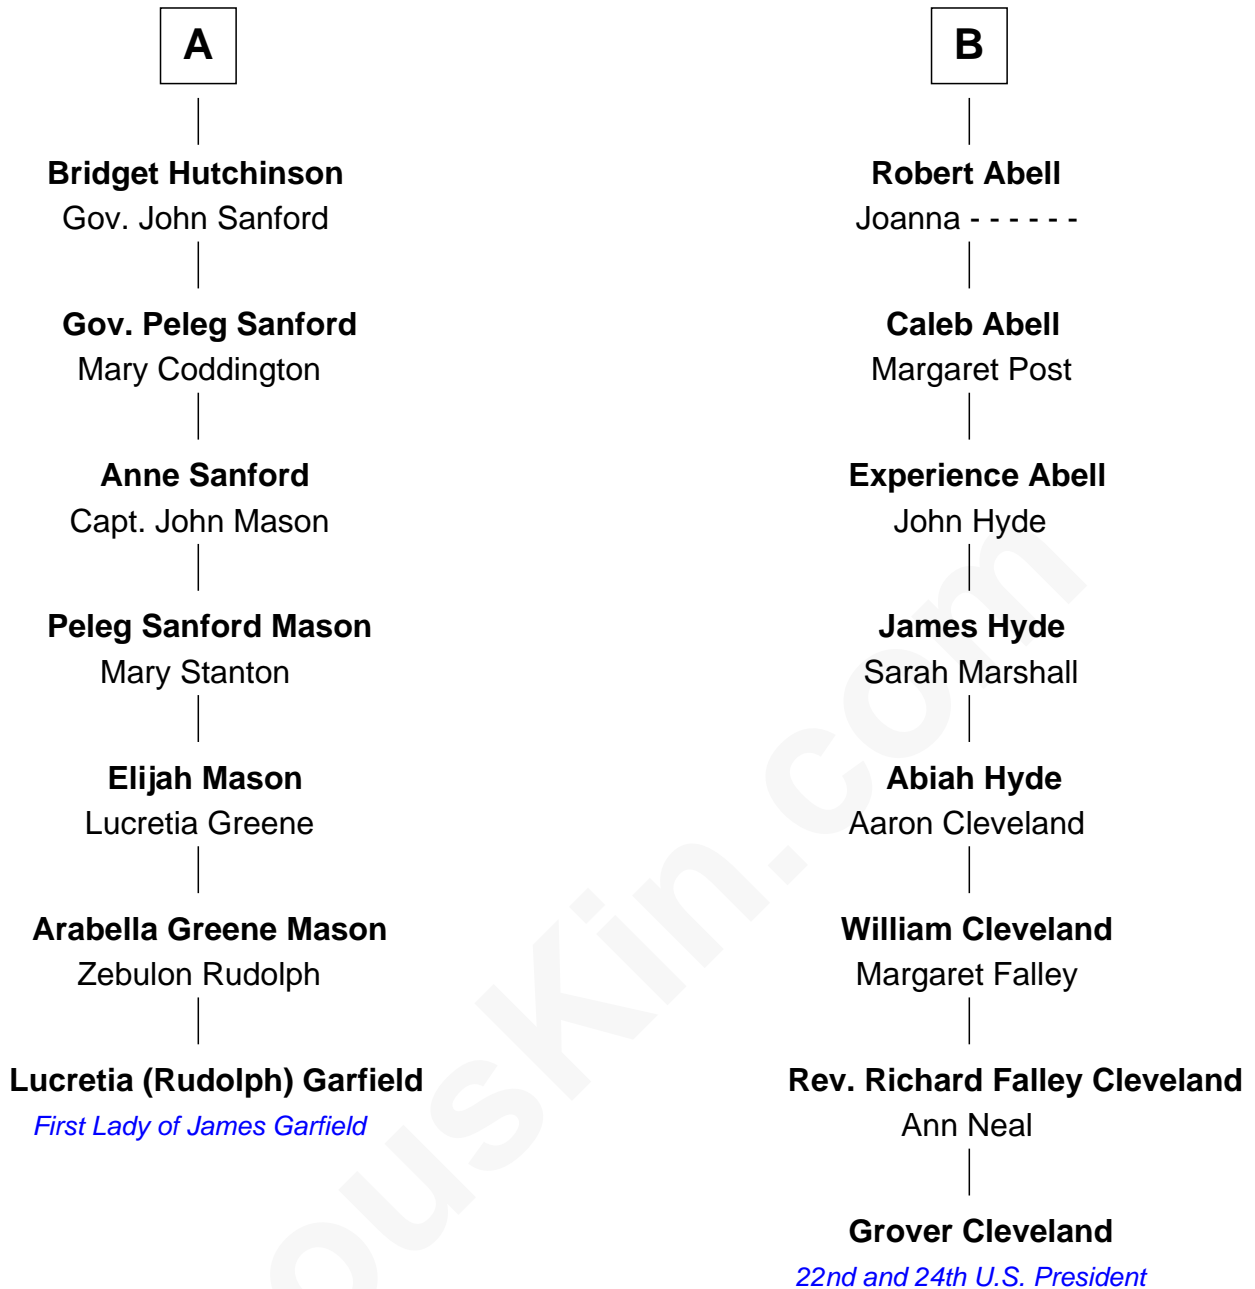 A
Bridget Hutchinson
Gov. John Sanford
Gov. Peleg Sanford
Mary Coddington
Anne Sanford
Capt. John Mason
Peleg Sanford Mason
Mary Stanton
Elijah Mason
Lucretia Greene
Arabella Greene Mason
Zebulon Rudolph
Lucretia (Rudolph) Garfield
First Lady of James Garfield
B
Robert Abell
Joanna - - - - - -
Caleb Abell
Margaret Post
Experience Abell
John Hyde
James Hyde
Sarah Marshall
Abiah Hyde
Aaron Cleveland
William Cleveland
Margaret Falley
Rev. Richard Falley Cleveland
Ann Neal
Grover Cleveland
22nd and 24th U.S. President
ousKin.com